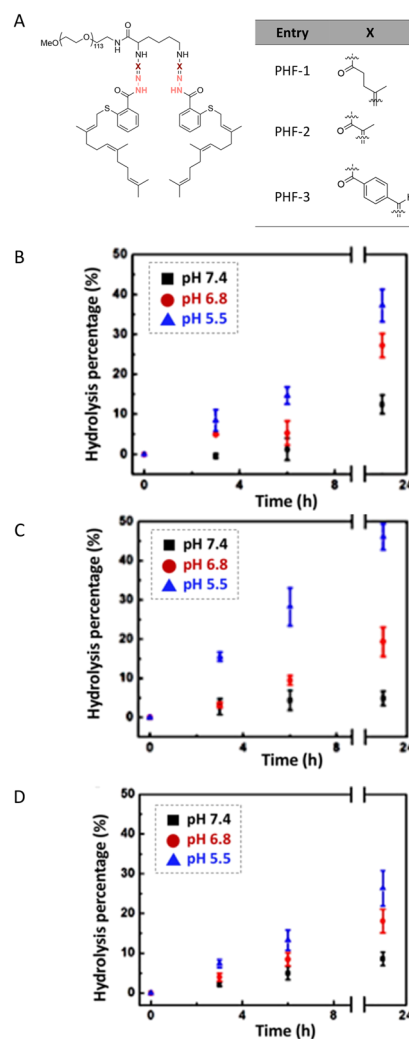 A
MeO
O
113
O
N
H
O
NH
NH
X
X
N
N
NH
NH
O
S
O
S
Entry X
PHF-1
O
PHF-2
O
PHF-3
O
H
B
Hydrolysis percentage (%)
50
40
30
20
10
0
pH 7.4
pH 6.8
pH 5.5
0 4 8 24
Time (h)
C
Hydrolysis percentage (%)
50
40
30
20
10
0
pH 7.4
pH 6.8
pH 5.5
0 4 8 24
Time (h)
D
Hydrolysis percentage (%)
50
40
30
20
10
0
pH 7.4
pH 6.8
pH 5.5
0 4 8 24
Time (h)